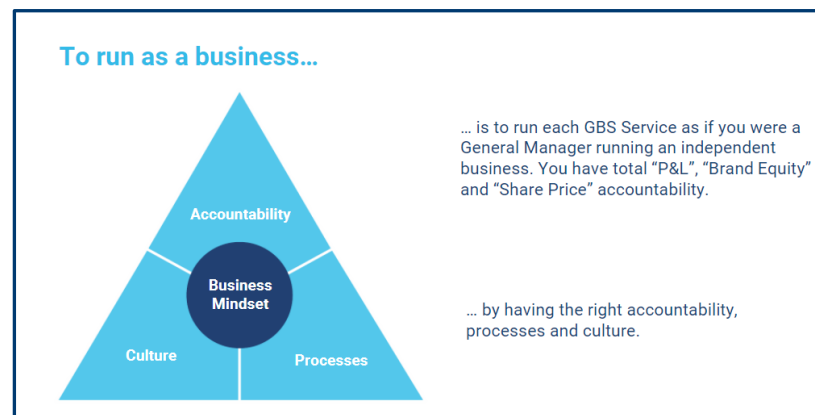 To run as a business…
… is to run each GBS Service as if you were a
General Manager running an independent
business. You have total “P&L”, “Brand Equity”
and “Share Price” accountability.
Accountability
Business
Mindset
Culture
Processes
… by having the right accountability,
processes and culture.